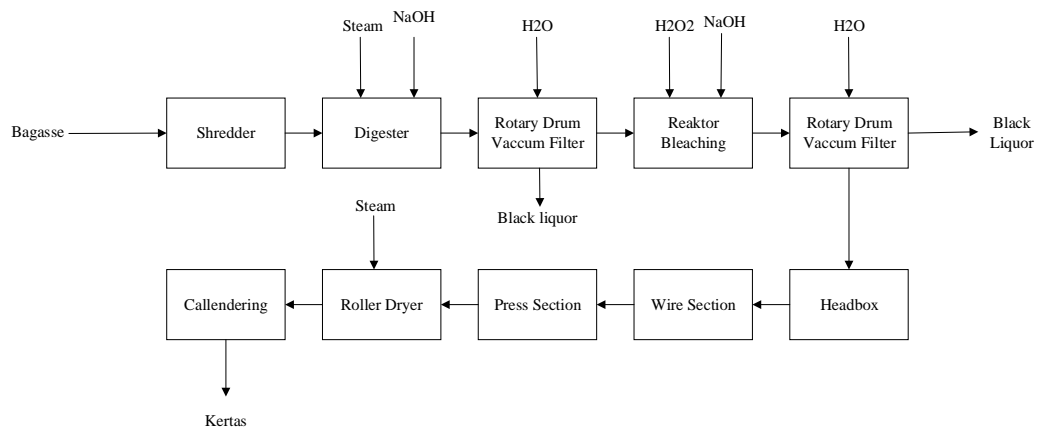 Steam
NaOH
H2O
H2O2
NaOH
H2O
Bagasse
Shredder
Digester
Rotary Drum
Vaccum Filter
Reaktor
Bleaching
Rotary Drum
Vaccum Filter
Black
Liquor
Steam
Black liquor
Callendering
Roller Dryer
Press Section
Wire Section
Headbox
Kertas